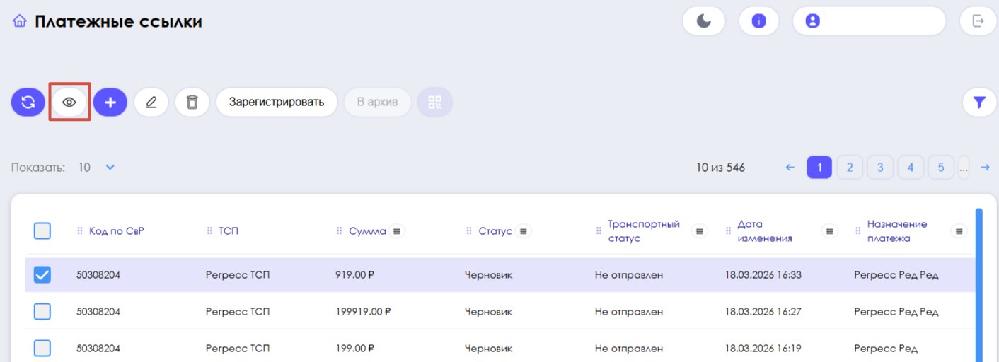 Платежные ссылки
Зарегистрировать В архив
Показать: 10 10 из 546 1 2 3 4 5 ...
Код по СвР ТСП Сумма Статус Транспортный статус Дата изменения Назначение платежа
50308204 Регресс ТСП 919.00 ₽ Черновик Не отправлен 18.03.2026 16:33 Регресс Ред Ред
50308204 Регресс ТСП 199919.00 ₽ Черновик Не отправлен 18.03.2026 16:27 Регресс Ред Ред
50308204 Регресс ТСП 199.00 ₽ Черновик Не отправлен 18.03.2026 16:19 Регресс Ред